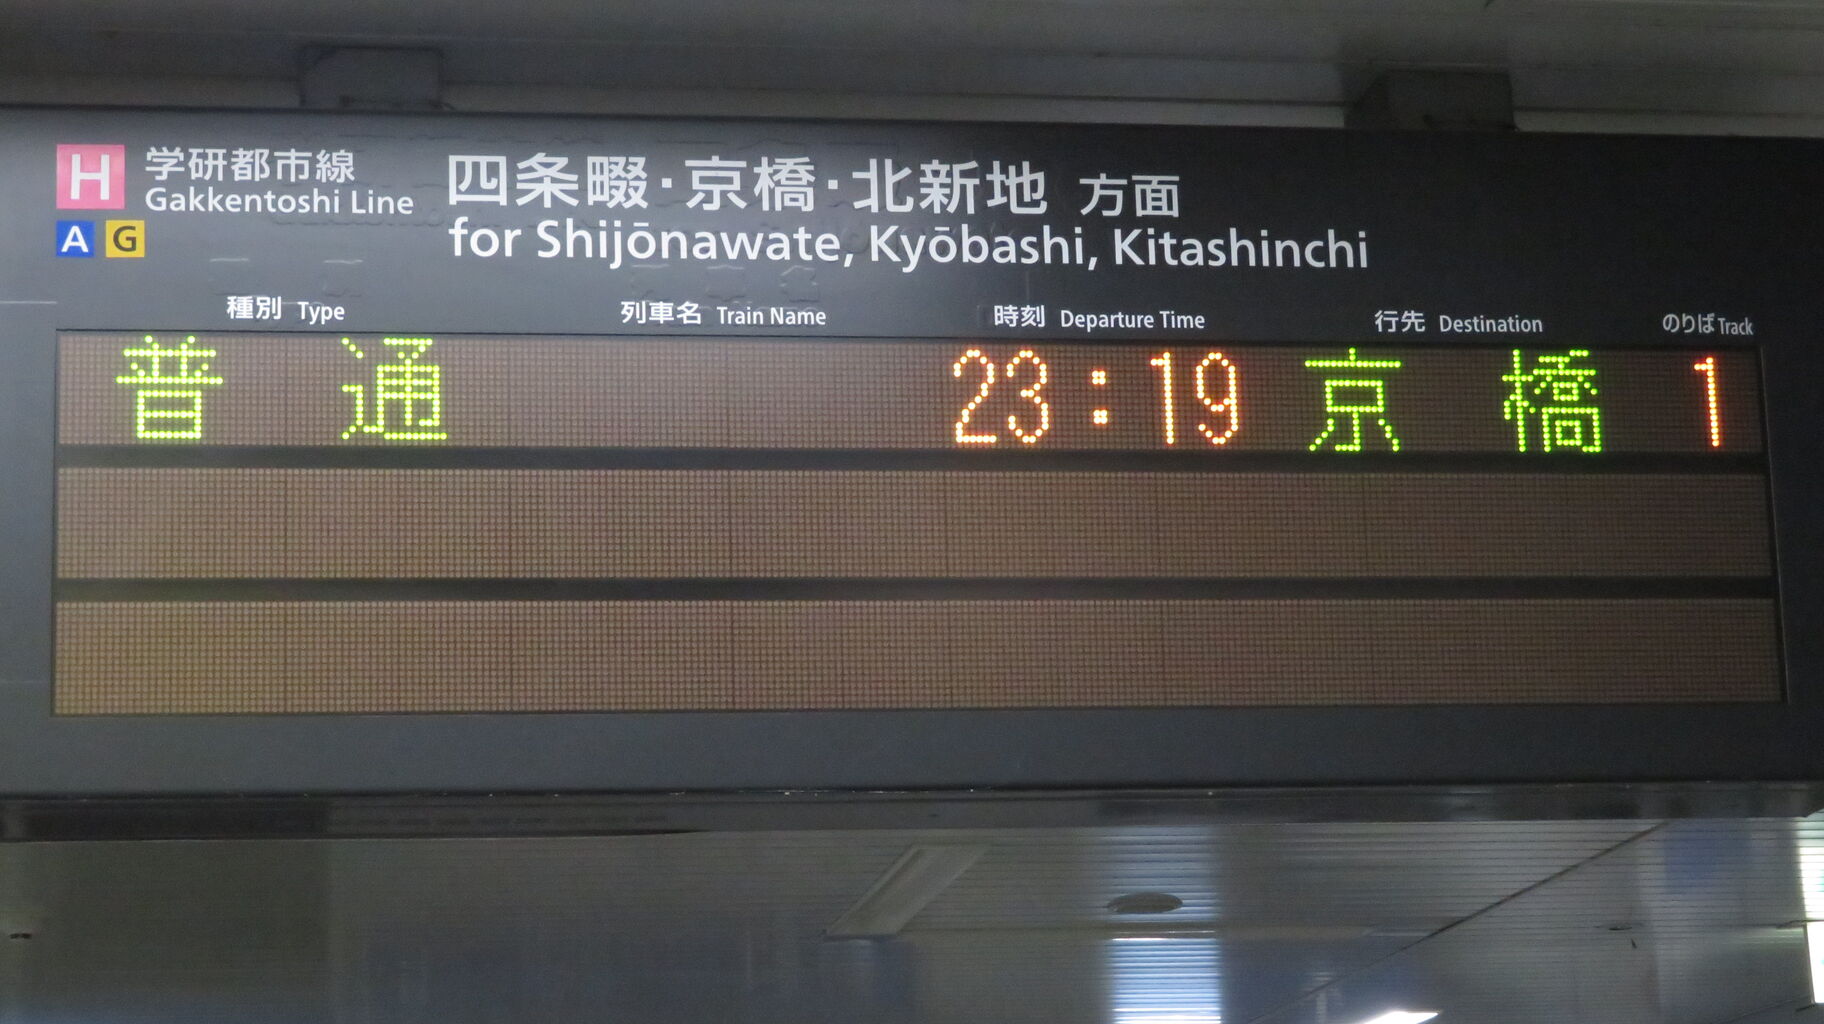 H 学研都市線 四条畷・京橋・北新地 方面
Gakkentoshi Line
A G for Shijōnawate, Kyōbashi, Kitashinchi
種別 Type 列車名 Train Name 時刻 Departure Time 行先 Destination のりば Track
普通 23:19 京橋 1